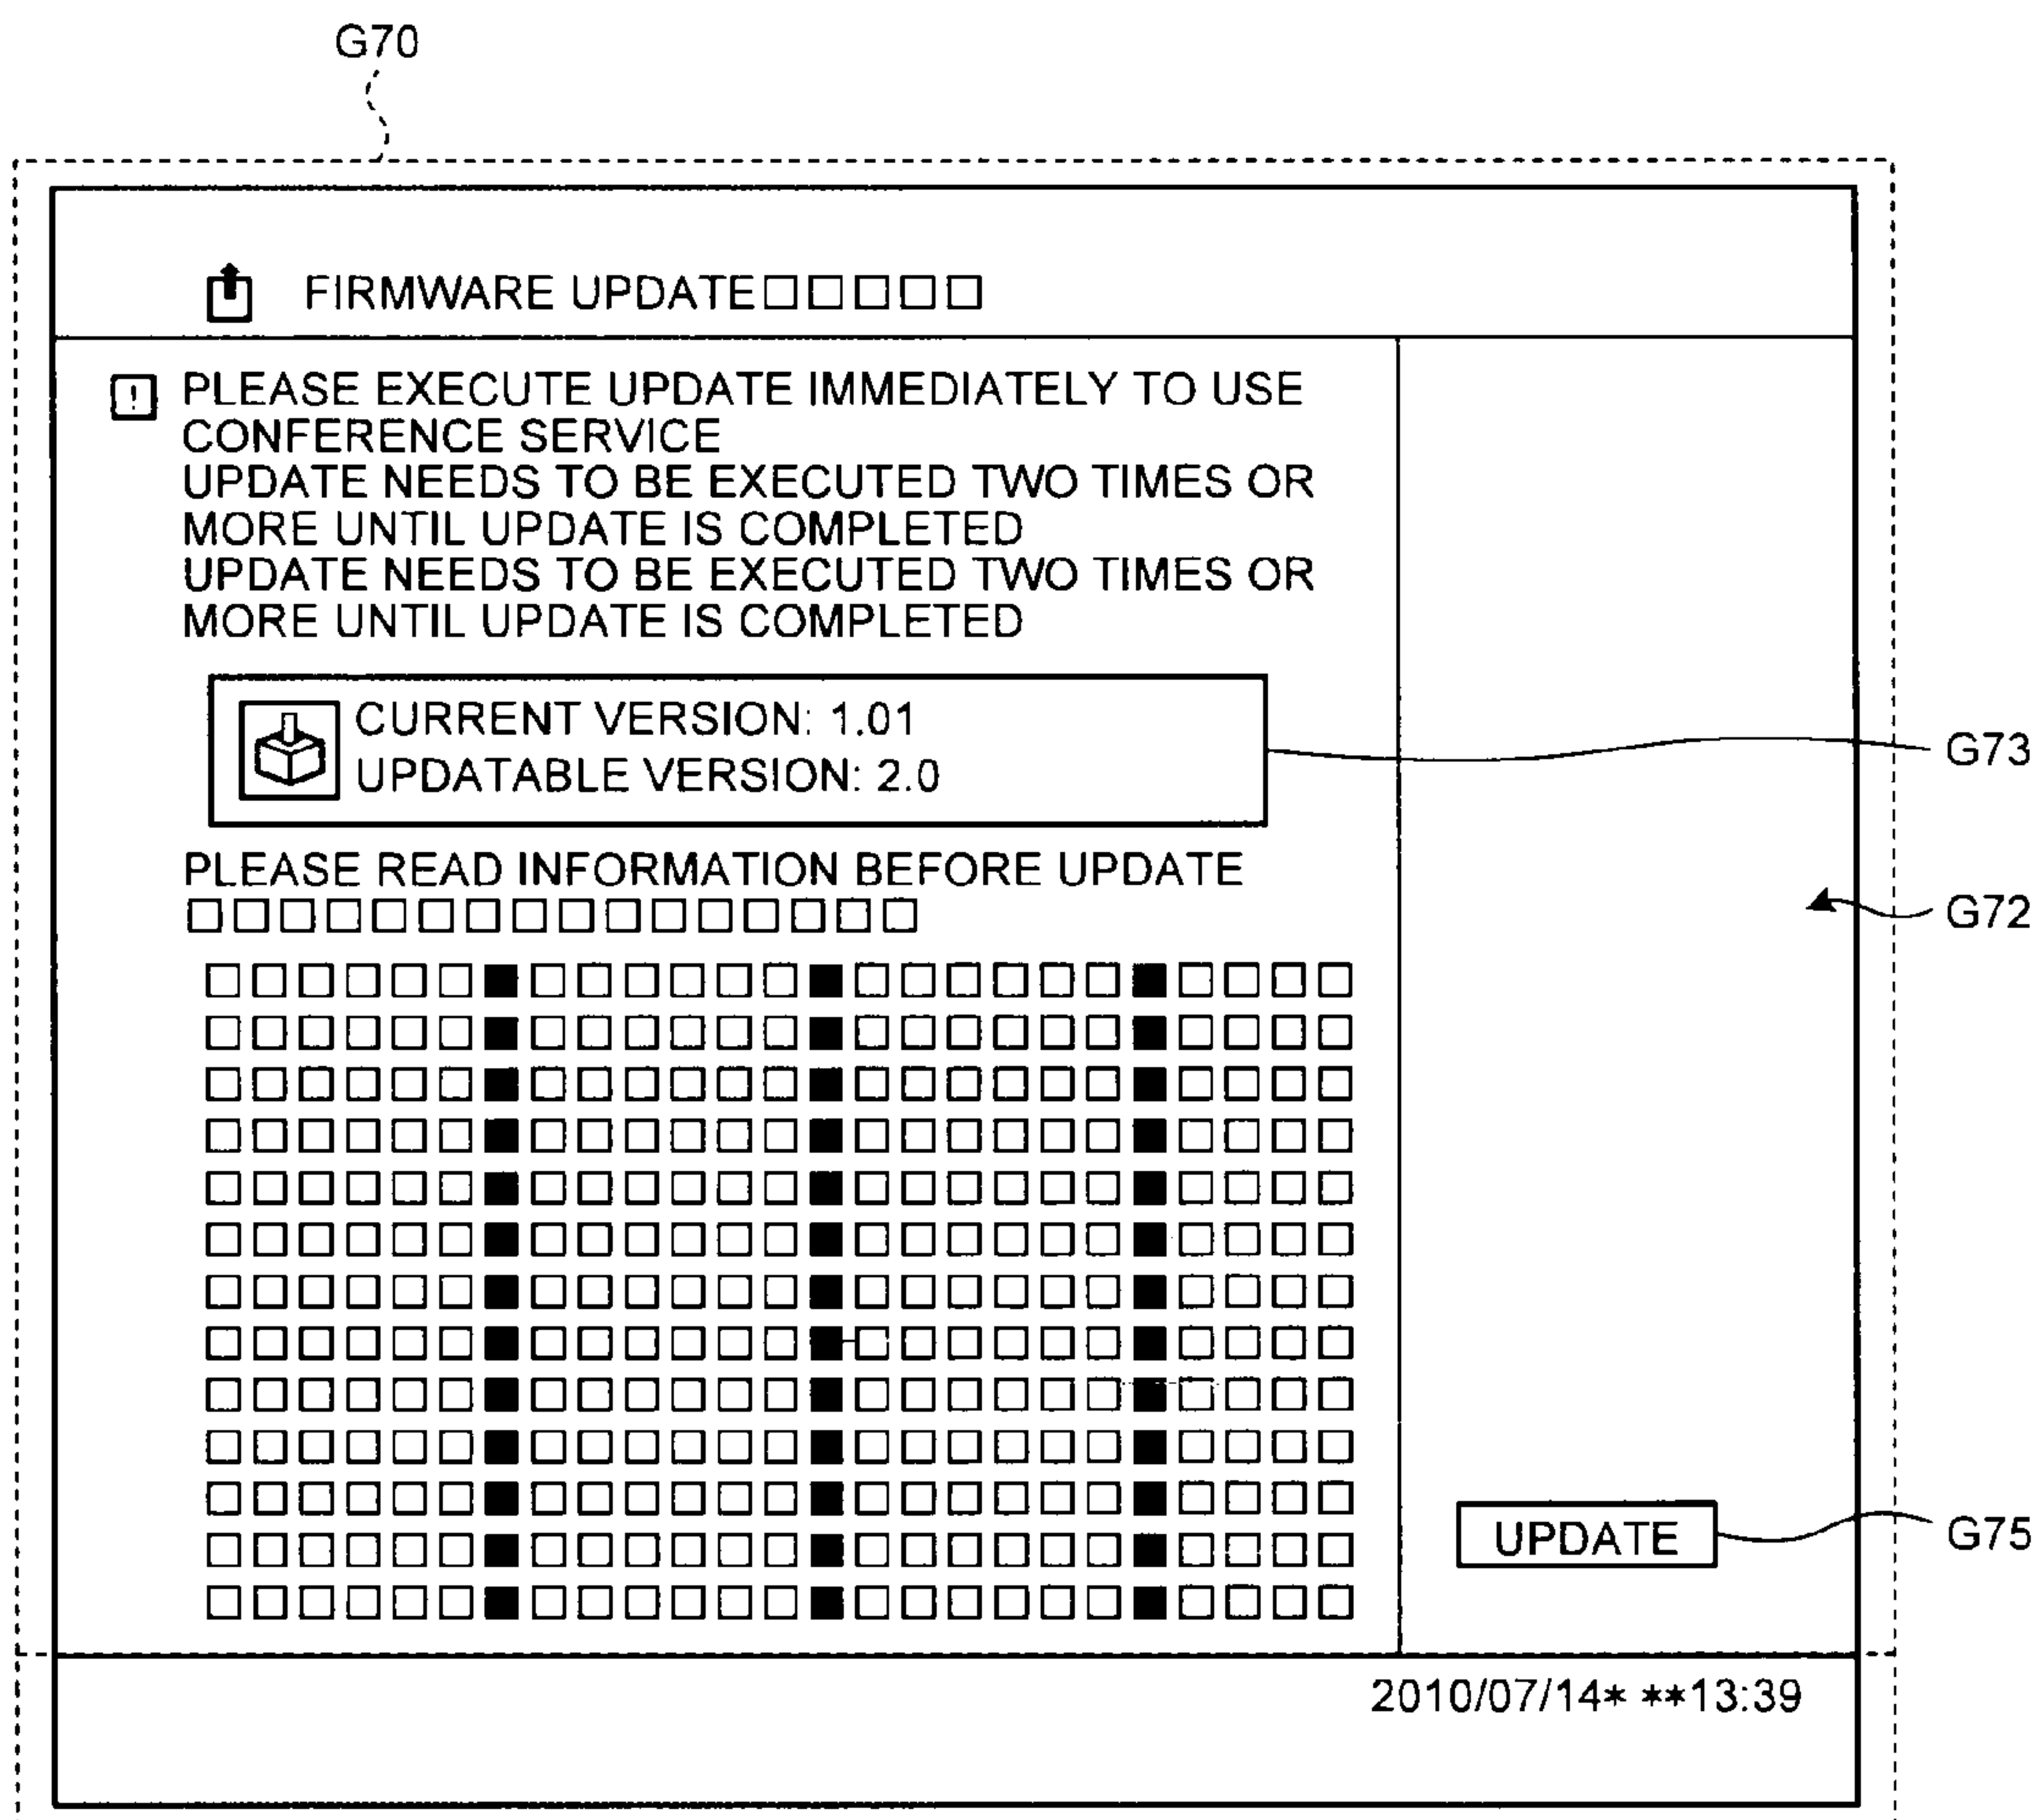 G70
FIRMWARE UPDATE□□□□□
! PLEASE EXECUTE UPDATE IMMEDIATELY TO USE
CONFERENCE SERVICE
UPDATE NEEDS TO BE EXECUTED TWO TIMES OR
MORE UNTIL UPDATE IS COMPLETED
UPDATE NEEDS TO BE EXECUTED TWO TIMES OR
MORE UNTIL UPDATE IS COMPLETED
CURRENT VERSION: 1.01
UPDATABLE VERSION: 2.0
G73
PLEASE READ INFORMATION BEFORE UPDATE
□□□□□□□□□□□□□□□□
G72
□□□□□□■□□□□□□■□□□□□□■□□□□
□□□□□□■□□□□□□■□□□□□□■□□□□
□□□□□□■□□□□□□■□□□□□□■□□□□
□□□□□□■□□□□□□■□□□□□□■□□□□
□□□□□□■□□□□□□■□□□□□□■□□□□
□□□□□□■□□□□□□■□□□□□□■□□□□
□□□□□□■□□□□□□■□□□□□□■□□□□
□□□□□□■□□□□□□■□□□□□□■□□□□
□□□□□□■□□□□□□■□□□□□□■□□□□
□□□□□□■□□□□□□■□□□□□□■□□□□
□□□□□□■□□□□□□■□□□□□□■□□□□
□□□□□□■□□□□□□■□□□□□□■□□□□
□□□□□□■□□□□□□■□□□□□□■□□□□
UPDATE
G75
2010/07/14* **13:39